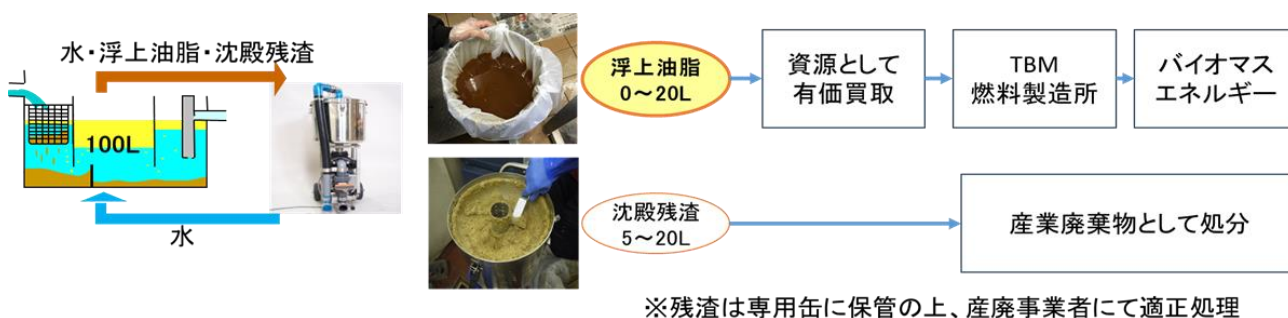 水・浮上油脂・沈殿残渣
100L
水
浮上油脂
0～20L
資源として
有価買取
TBM
燃料製造所
バイオマス
エネルギー
沈殿残渣
5～20L
産業廃棄物として処分
※残渣は専用缶に保管の上、産廃事業者にて適正処理